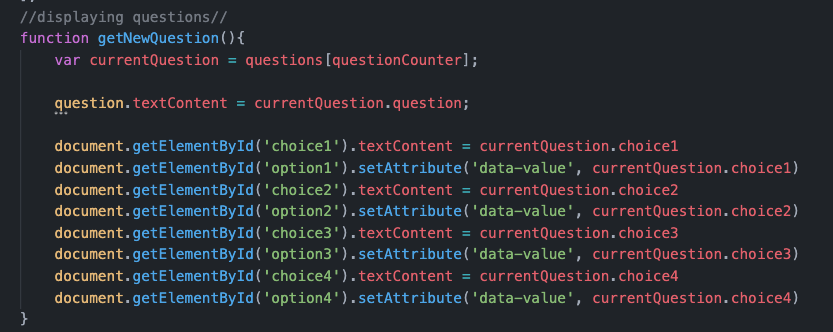 //displaying questions//
function getNewQuestion(){
var currentQuestion = questions[questionCounter];
question.textContent = currentQuestion.question;
document.getElementById('choice1').textContent = currentQuestion.choice1
document.getElementById('option1').setAttribute('data-value', currentQuestion.choice1)
document.getElementById('choice2').textContent = currentQuestion.choice2
document.getElementById('option2').setAttribute('data-value', currentQuestion.choice2)
document.getElementById('choice3').textContent = currentQuestion.choice3
document.getElementById('option3').setAttribute('data-value', currentQuestion.choice3)
document.getElementById('choice4').textContent = currentQuestion.choice4
document.getElementById('option4').setAttribute('data-value', currentQuestion.choice4)
}